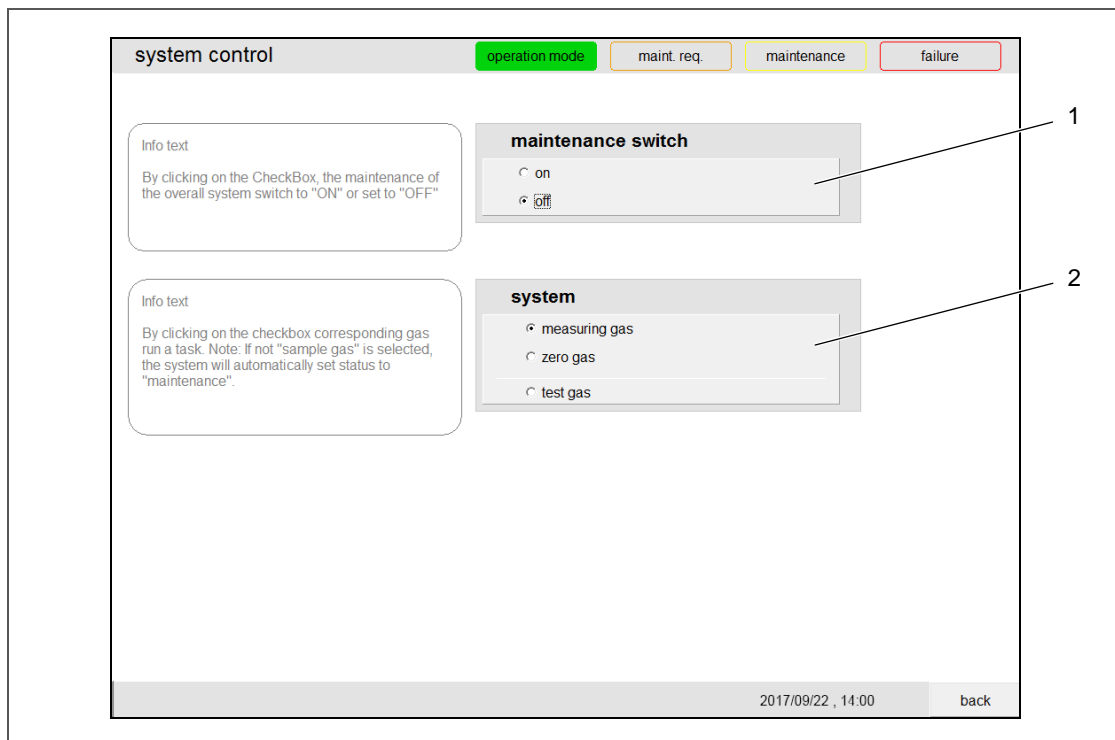 system control
operation mode
maint. req.
maintenance
failure
1
Info text
By clicking on the CheckBox, the maintenance of
the overall system switch to "ON" or set to "OFF"
maintenance switch
on
off
2
Info text
By clicking on the checkbox corresponding gas
run a task. Note: If not "sample gas" is selected,
the system will automatically set status to
"maintenance".
system
measuring gas
zero gas
test gas
2017/09/22 , 14:00
back